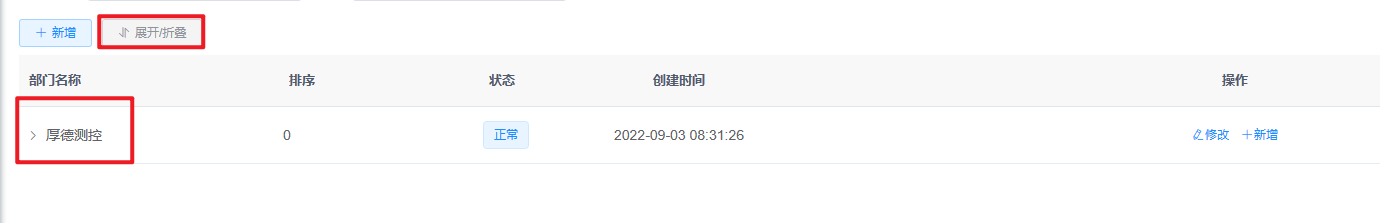 新增 展开/折叠
部门名称 排序 状态 创建时间 操作
厚德测控 0 正常 2022-09-03 08:31:26 修改 新增